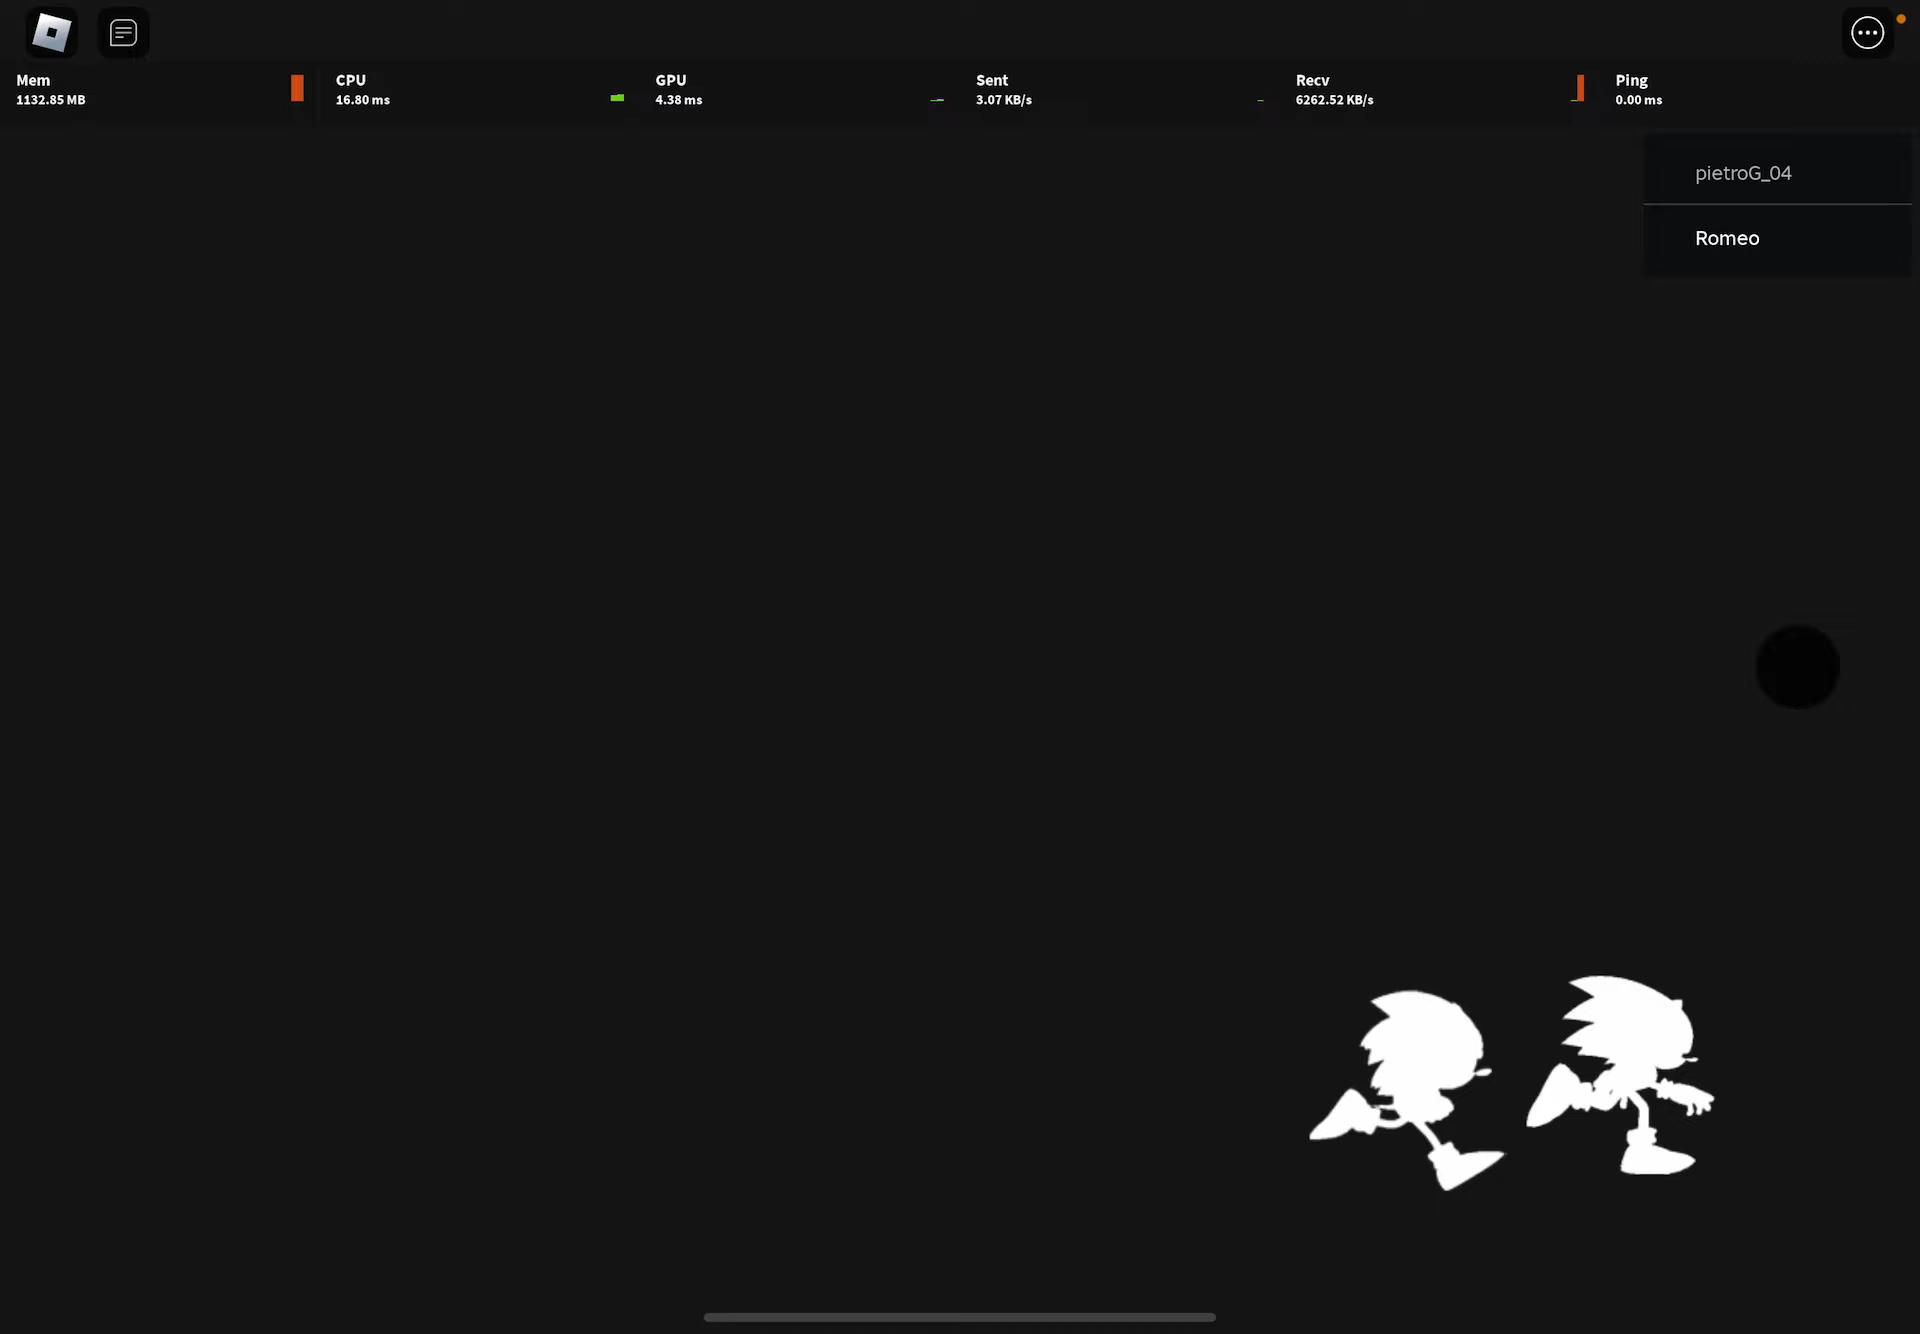 Mem
1132.85 MB
CPU
16.80 ms
GPU
4.38 ms
Sent
3.07 KB/s
Recv
6262.52 KB/s
Ping
0.00 ms
pietroG_04
Romeo